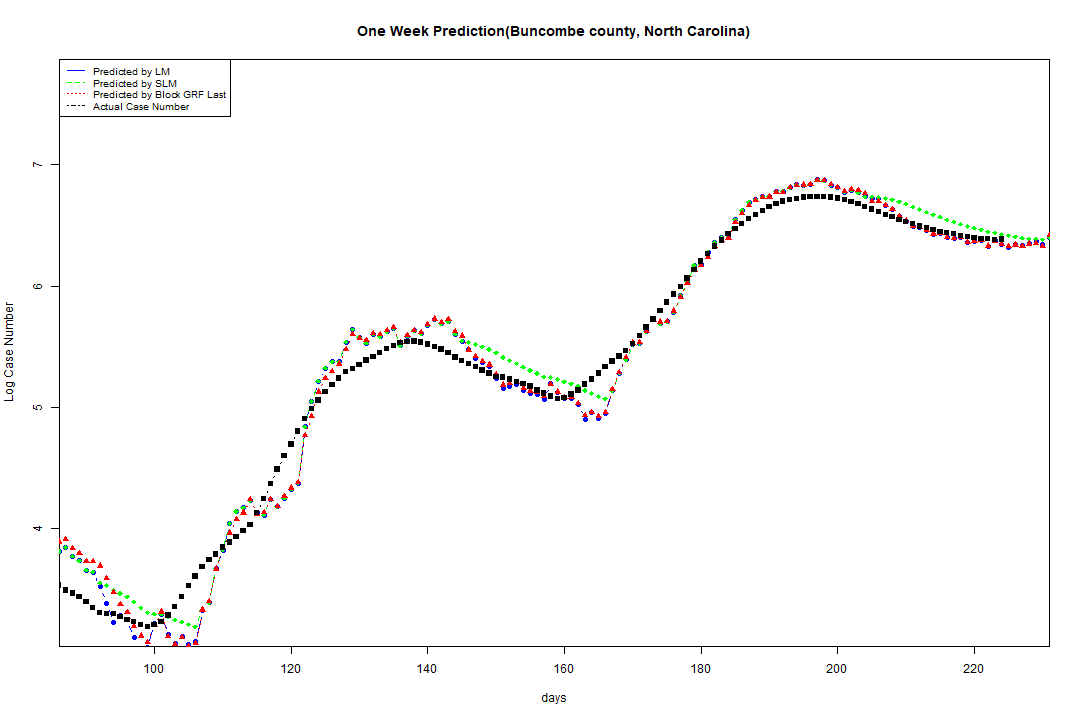 One Week Prediction(Buncombe county, North Carolina)
Predicted by LM
Predicted by SLM
Predicted by Block GRF Last
Actual Case Number
7
6
5
4
Log Case Number
100 120 140 160 180 200 220
days